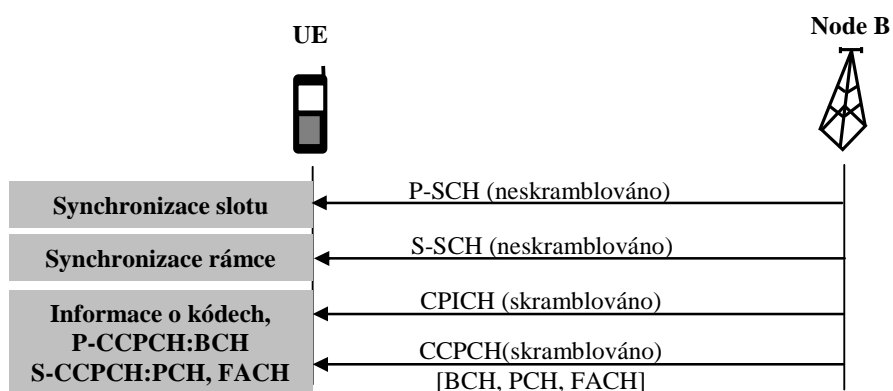 UE
Node B
P-SCH (neskramblováno)
Synchronizace slotu
S-SCH (neskramblováno)
Synchronizace rámce
CPICH (skramblováno)
Informace o kódech,
P-CCPCH:BCH
S-CCPCH:PCH, FACH
CCPCH(skramblováno)
[BCH, PCH, FACH]